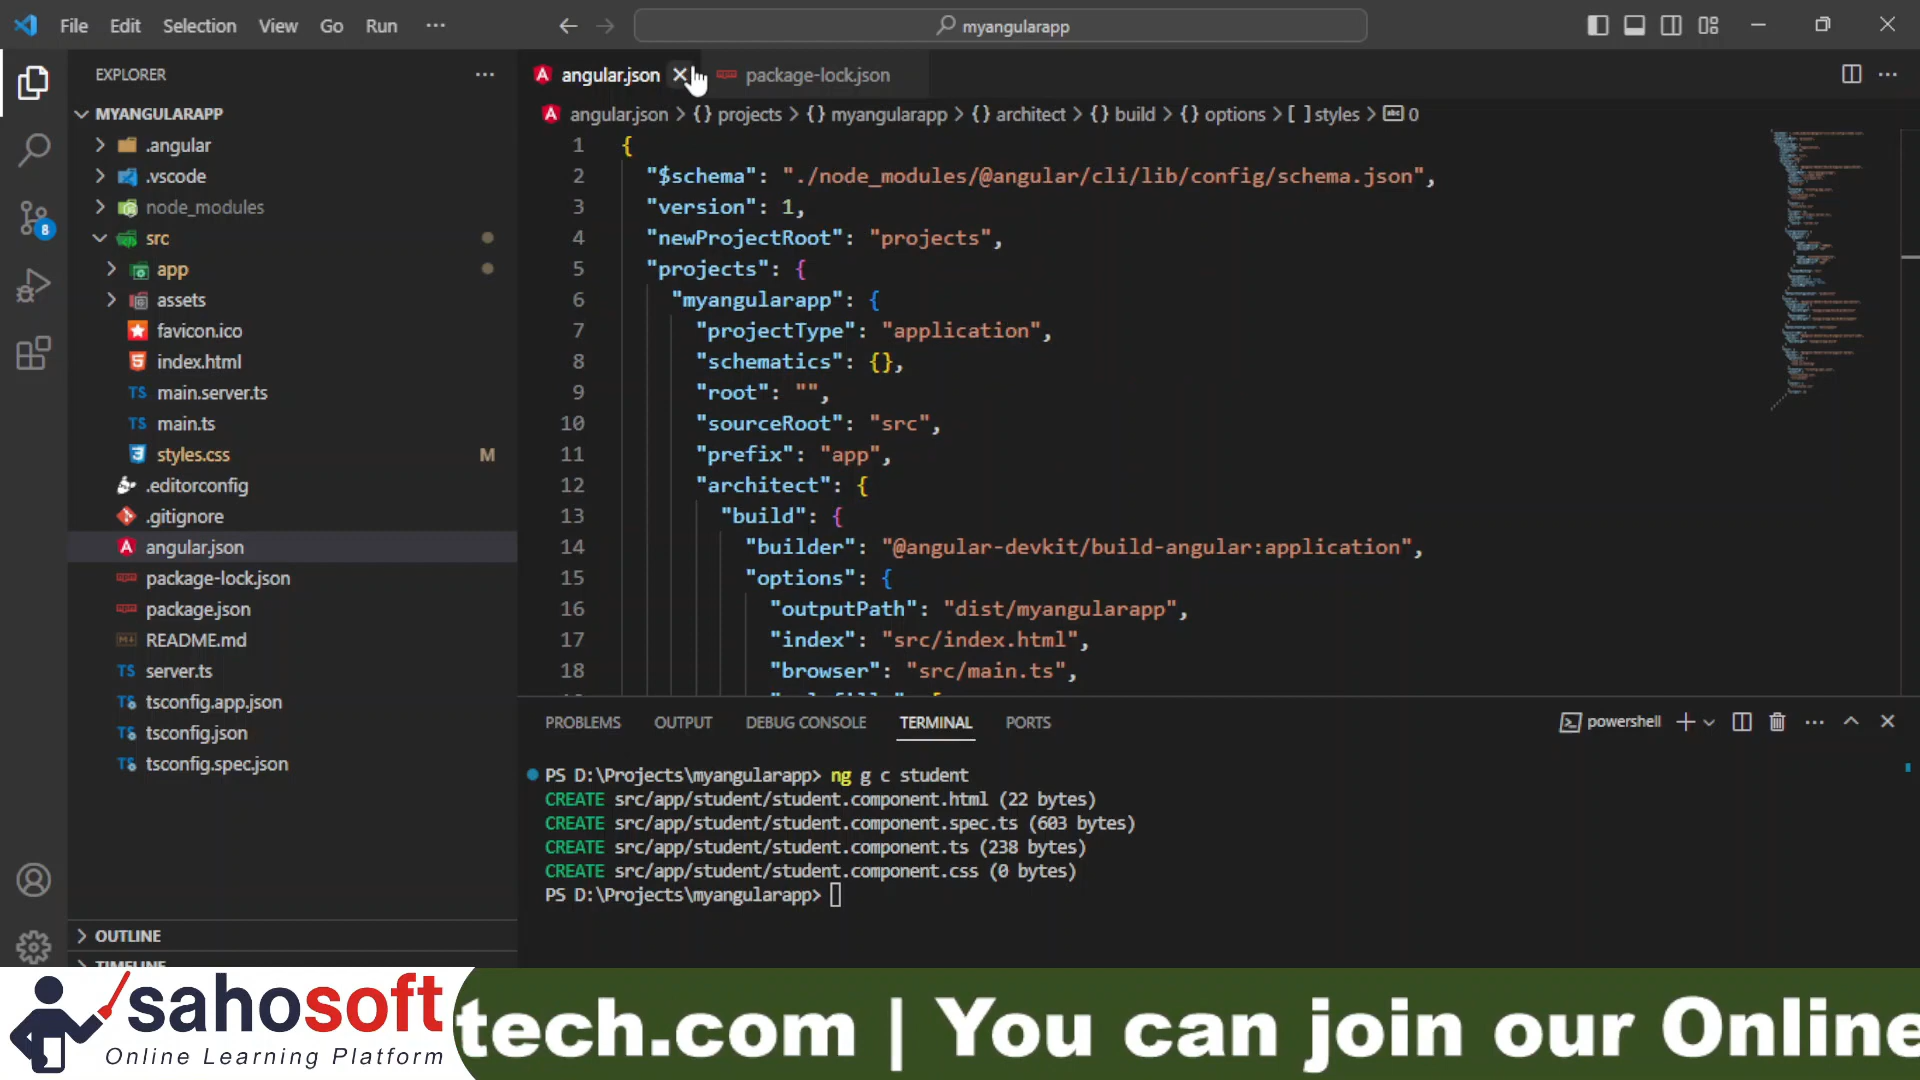 File Edit Selection View Go Run ···
myangularapp
EXPLORER
MYANGULARAPP
.angular
.vscode
node_modules
src
app
assets
favicon.ico
index.html
TS main.server.ts
TS main.ts
styles.css M
.editorconfig
.gitignore
angular.json
package-lock.json
package.json
README.md
TS server.ts
TS tsconfig.app.json
TS tsconfig.json
TS tsconfig.spec.json
OUTLINE
TIMELINE
8
angular.json package-lock.json
angular.json > {} projects > {} myangularapp > {} architect > {} build > {} options > [ ] styles > abc 0
1 {
2 "$schema": "./node_modules/@angular/cli/lib/config/schema.json",
3 "version": 1,
4 "newProjectRoot": "projects",
5 "projects": {
6 "myangularapp": {
7 "projectType": "application",
8 "schematics": {},
9 "root": "",
10 "sourceRoot": "src",
11 "prefix": "app",
12 "architect": {
13 "build": {
14 "builder": "@angular-devkit/build-angular:application",
15 "options": {
16 "outputPath": "dist/myangularapp",
17 "index": "src/index.html",
18 "browser": "src/main.ts",
PROBLEMS OUTPUT DEBUG CONSOLE TERMINAL PORTS
powershell
PS D:\Projects\myangularapp> ng g c student
CREATE src/app/student/student.component.html (22 bytes)
CREATE src/app/student/student.component.spec.ts (603 bytes)
CREATE src/app/student/student.component.ts (238 bytes)
CREATE src/app/student/student.component.css (0 bytes)
PS D:\Projects\myangularapp>
sahosoft
Online Learning Platform
tech.com | You can join our Online